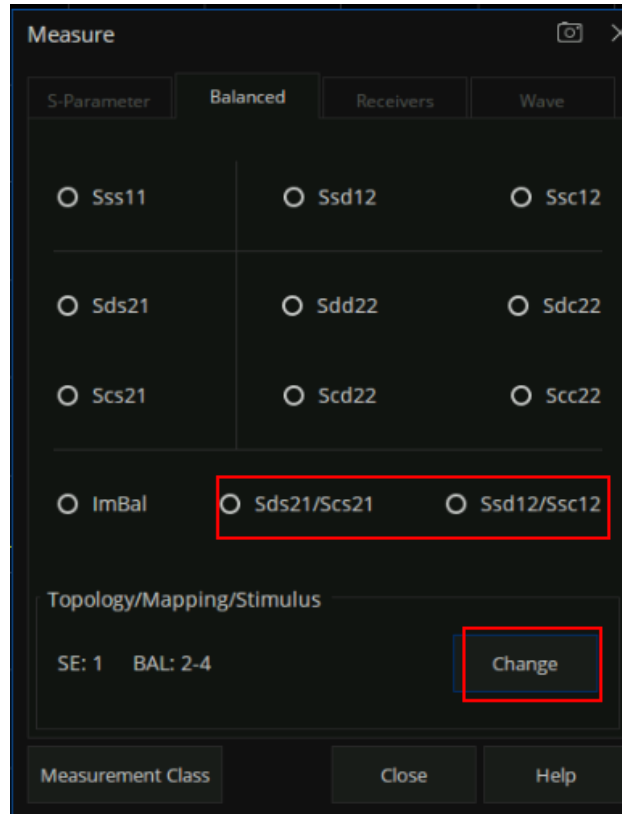 Measure
S-Parameter Balanced Receivers Wave
Sss11 Ssd12 Ssc12
Sds21 Sdd22 Sdc22
Scs21 Scd22 Scc22
ImBal Sds21/Scs21 Ssd12/Ssc12
Topology/Mapping/Stimulus
SE: 1 BAL: 2-4 Change
Measurement Class Close Help